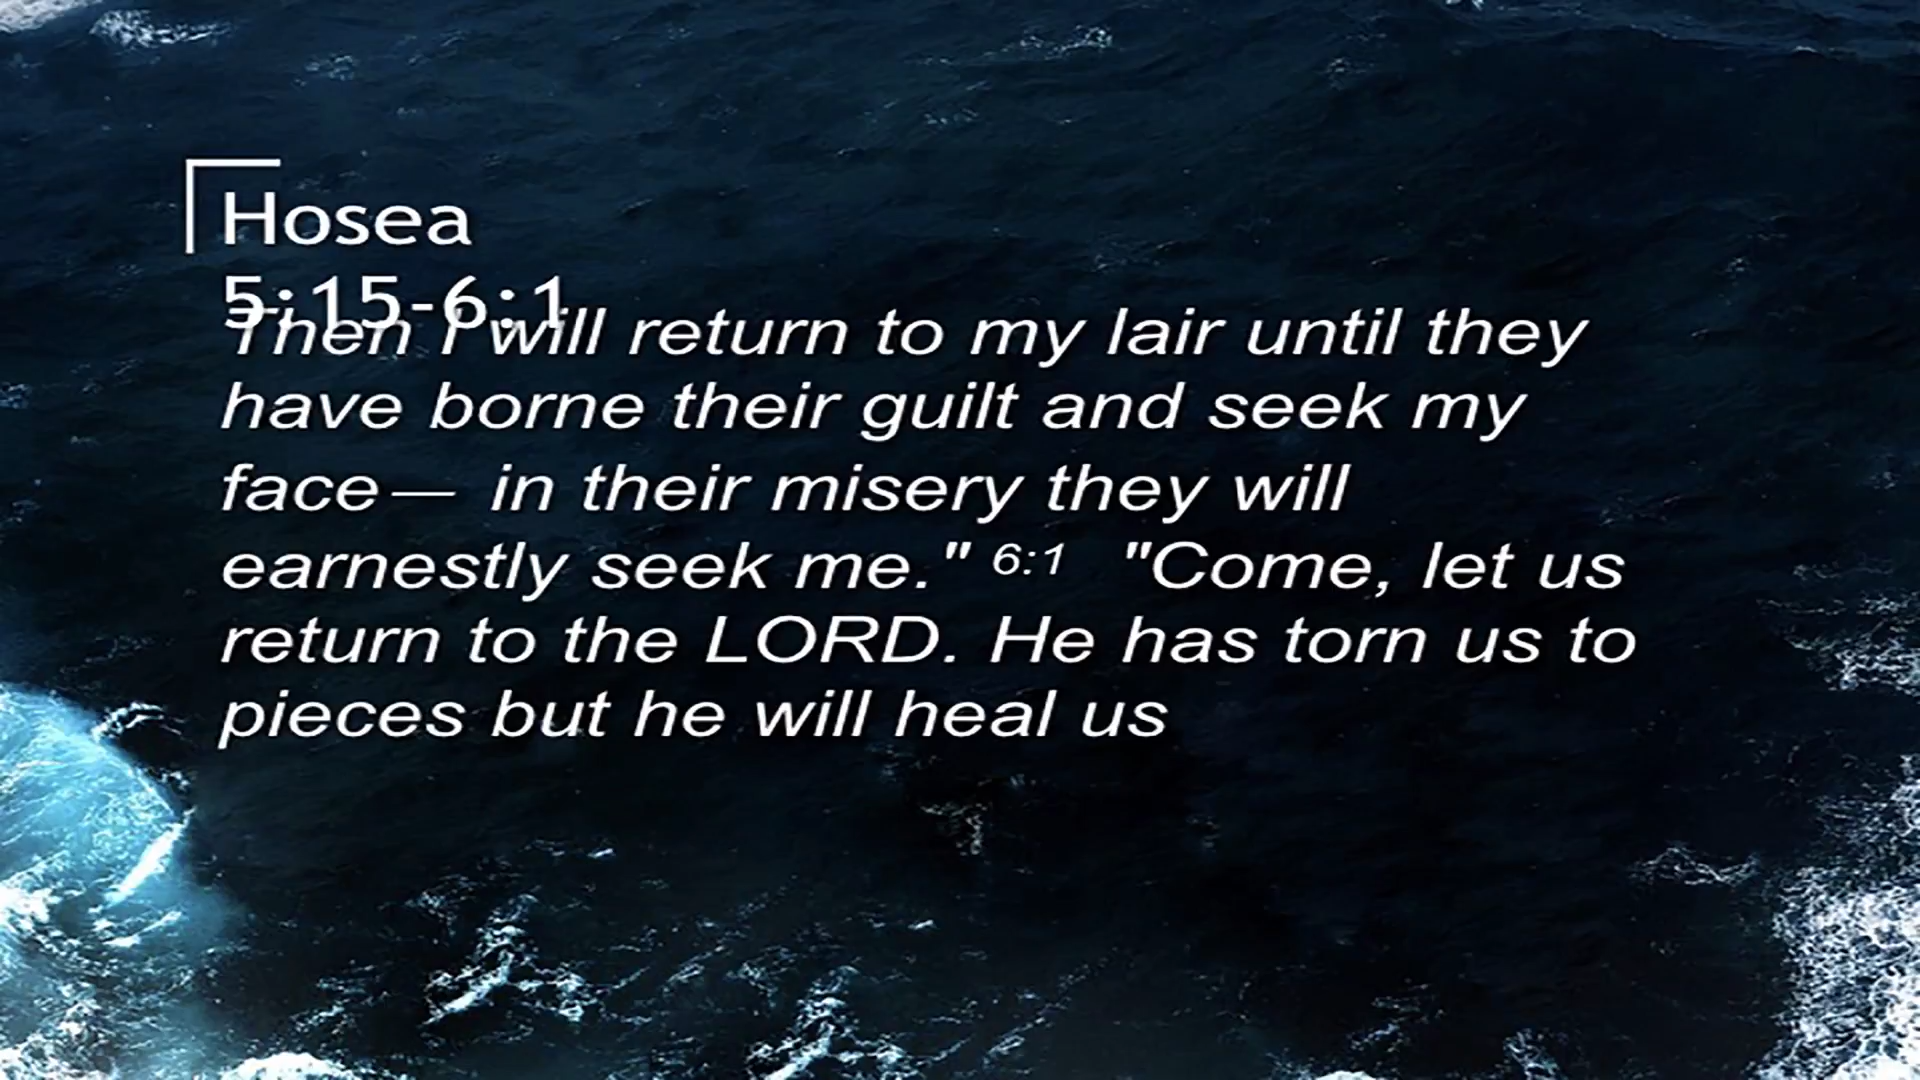 Hosea
5:15-6:1
Then I will return to my lair until they
have borne their guilt and seek my
face— in their misery they will
earnestly seek me." 6:1 "Come, let us
return to the LORD. He has torn us to
pieces but he will heal us